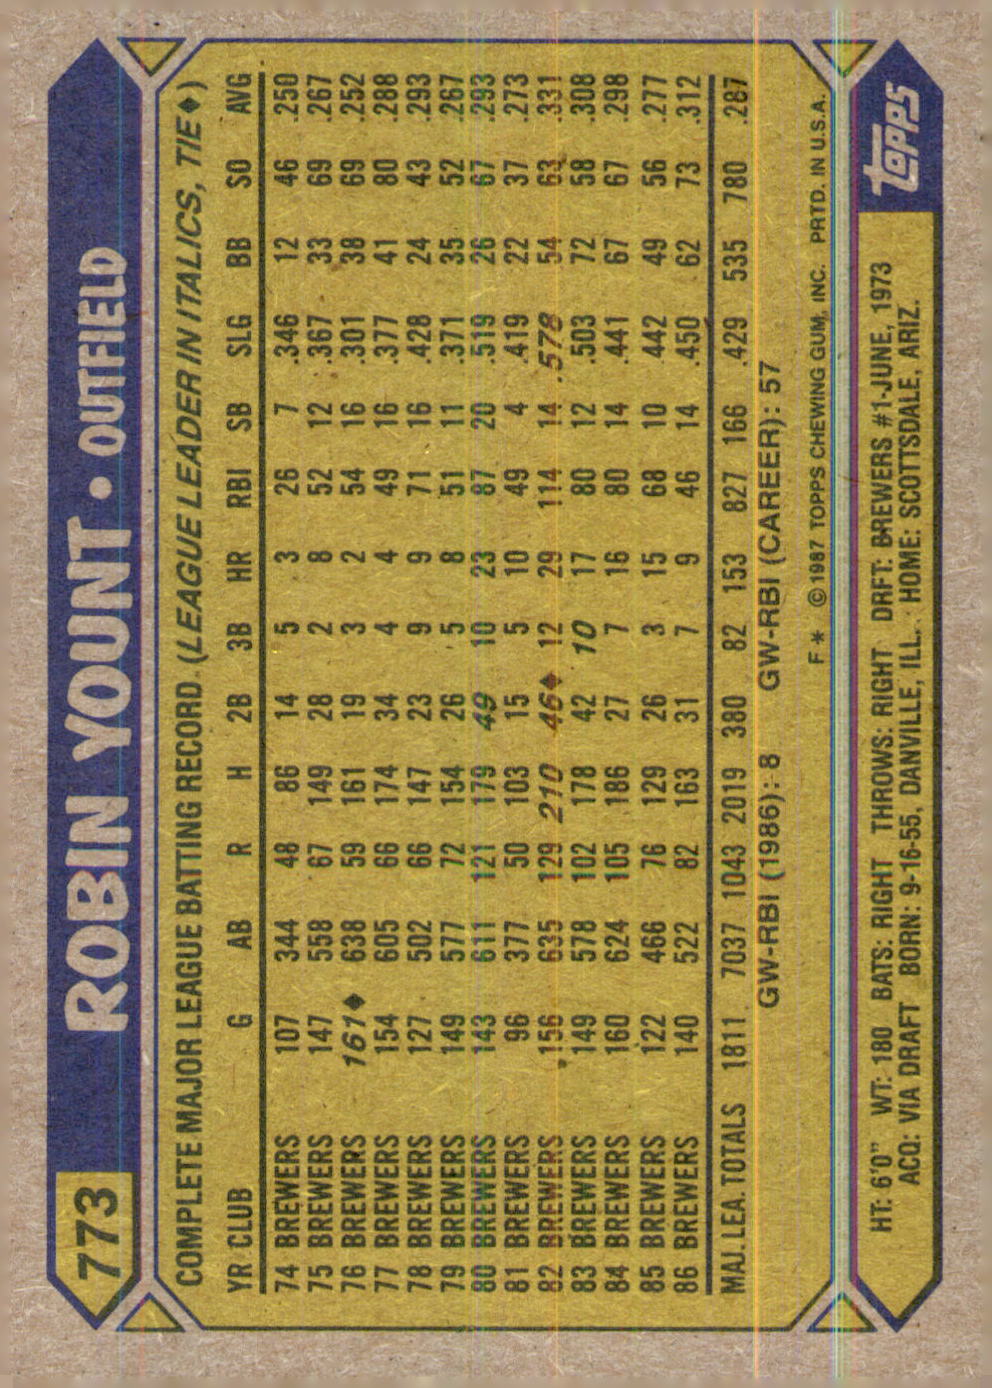 773 ROBIN YOUNT • OUTFIELD
COMPLETE MAJOR LEAGUE BATTING RECORD. (LEAGUE LEADER IN ITALICS, TIE♦)
YR CLUB G AB R H 2B 3B HR RBI SB SLG BB SO AVG
74 BREWERS 107 344 48 86 14 5 3 26 7 .346 12 46 .250
75 BREWERS 147 558 67 149 28 2 8 52 12 .367 33 69 .267
76 BREWERS 161♦ 638 59 161 19 3 2 54 16 .301 38 69 .252
77 BREWERS 154 605 66 174 34 4 4 49 16 .377 41 80 .288
78 BREWERS 127 502 66 147 23 9 9 71 16 .428 24 43 .293
79 BREWERS 149 577 72 154 26 5 8 51 11 .371 35 52 .267
80 BREWERS 143 611 121 179 49 10 23 87 20 .519 26 67 .293
81 BREWERS 96 377 50 103 15 5 10 49 4 .419 22 37 .273
82 BREWERS 156 635 129 210 46♦ 12 29 114 14 .578 54 63 .331
83 BREWERS 149 578 102 178 42 10 17 80 12 .503 72 58 .308
84 BREWERS 160 624 105 186 27 7 16 80 14 .441 67 67 .298
85 BREWERS 122 466 76 129 26 3 15 68 10 .442 49 56 .277
86 BREWERS 140 522 82 163 31 7 9 46 14 .450 62 73 .312
MAJ. LEA. TOTALS 1811 7037 1043 2019 380 82 153 827 166 .429 535 780 .287
GW-RBI (1986): 8 GW-RBI (CAREER): 57
F* © 1987 TOPPS CHEWING GUM, INC. PRTD. IN U.S.A.
HT: 6'0" WT: 180 BATS: RIGHT THROWS: RIGHT DRFT: BREWERS #1-JUNE, 1973
ACQ: VIA DRAFT BORN: 9-16-55, DANVILLE, ILL. HOME: SCOTTSDALE, ARIZ.
topps